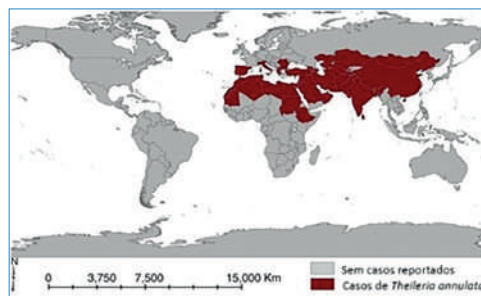 Sem casos reportados
Casos de Theileria annulata
0 3,750 7,500 15,000 Km